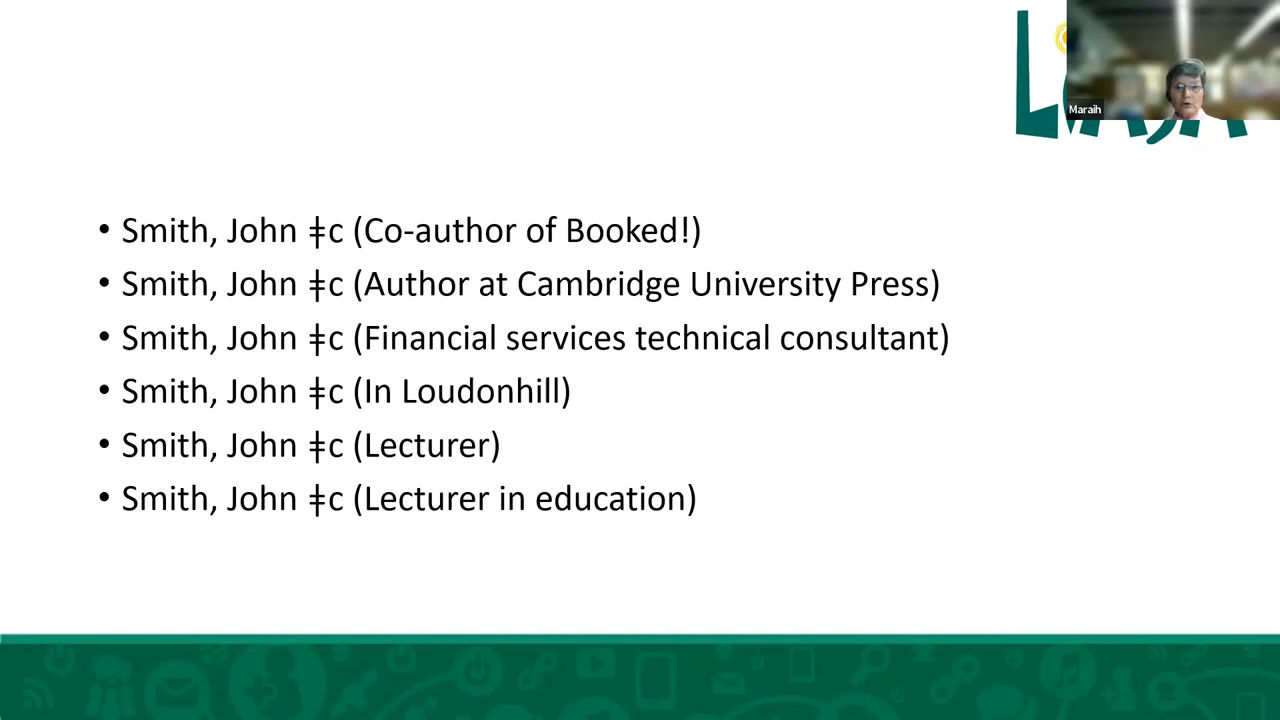 Maraih
Smith, John ǂc (Co-author of Booked!)
Smith, John ǂc (Author at Cambridge University Press)
Smith, John ǂc (Financial services technical consultant)
Smith, John ǂc (In Loudonhill)
Smith, John ǂc (Lecturer)
Smith, John ǂc (Lecturer in education)